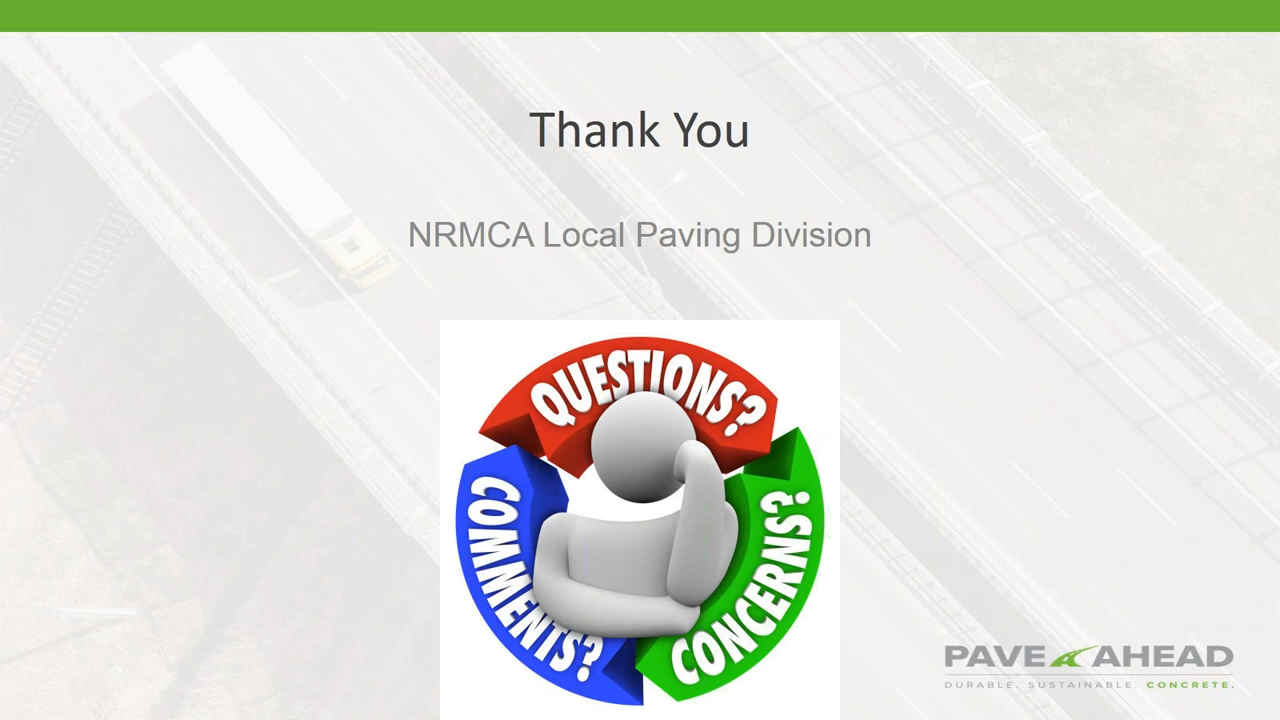 Thank You
NRMCA Local Paving Division
QUESTIONS?
COMMENTS?
CONCERNS?
PAVE AHEAD
DURABLE. SUSTAINABLE. CONCRETE.